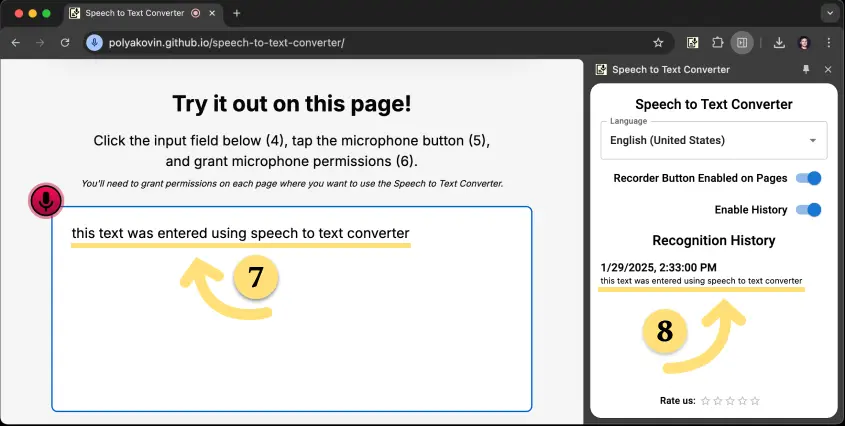 Speech to Text Converter
polyakovin.github.io/speech-to-text-converter/
Speech to Text Converter
Try it out on this page!
Click the input field below (4), tap the microphone button (5),
and grant microphone permissions (6).
You'll need to grant permissions on each page where you want to use the Speech to Text Converter.
this text was entered using speech to text converter
7
Speech to Text Converter
Language
English (United States)
Recorder Button Enabled on Pages
Enable History
Recognition History
1/29/2025, 2:33:00 PM
this text was entered using speech to text converter
8
Rate us: